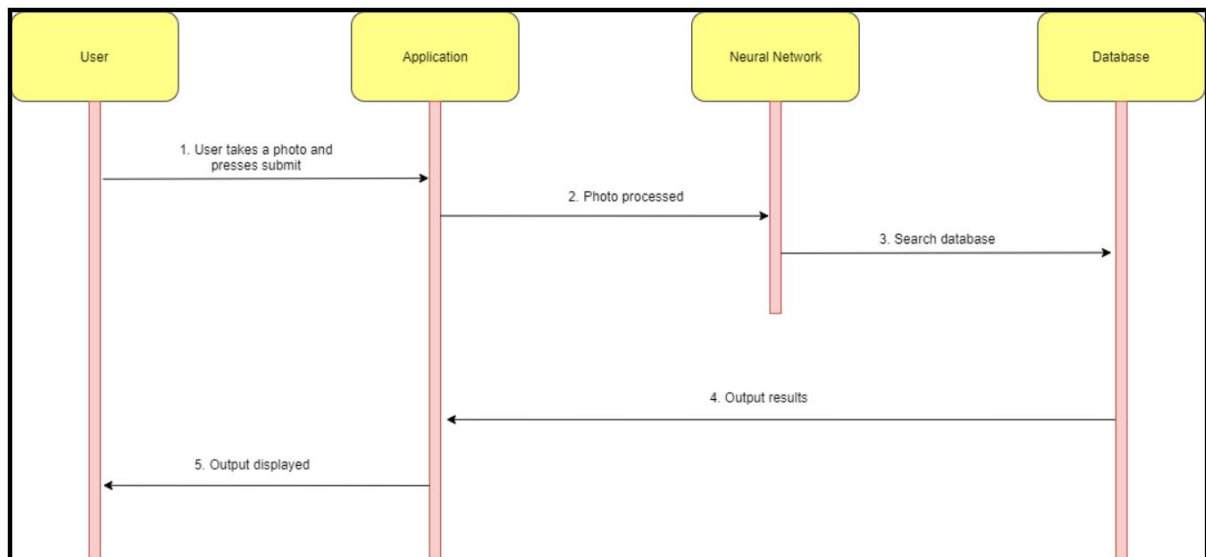 User
Application
Neural Network
Database
1. User takes a photo and
presses submit
2. Photo processed
3. Search database
4. Output results
5. Output displayed